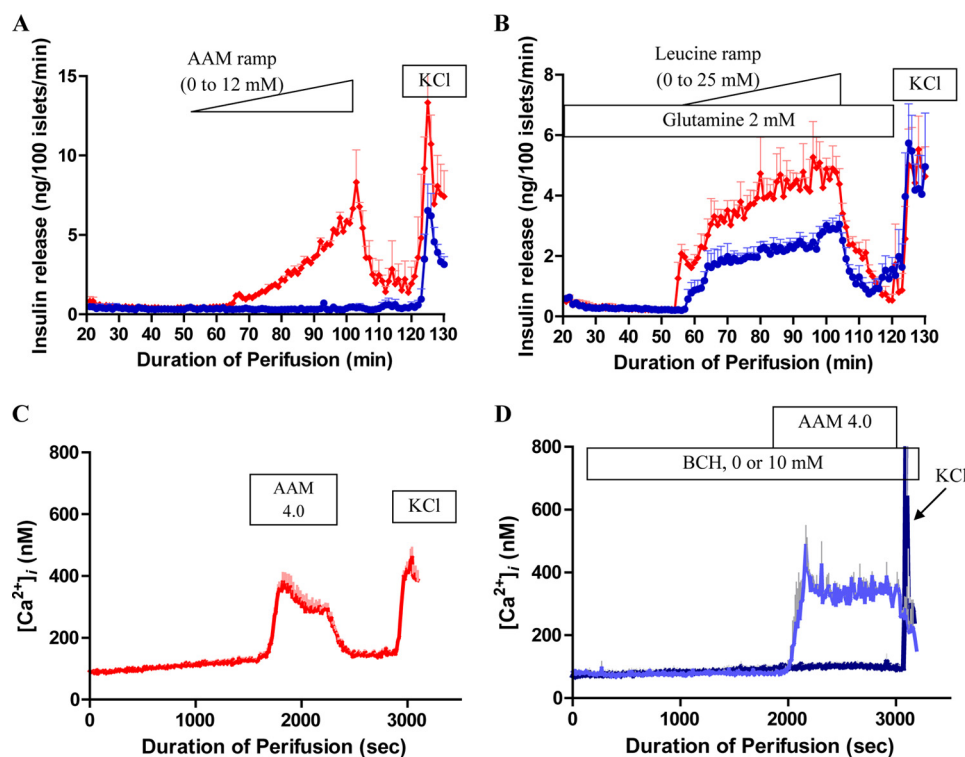 A
AAM ramp
(0 to 12 mM)
KCl
Insulin release (ng/100 islets/min)
15
10
5
0
20 30 40 50 60 70 80 90 100 110 120 130
Duration of Perifusion (min)
B
Leucine ramp
(0 to 25 mM)
KCl
Glutamine 2 mM
Insulin release (ng/100 islets/min)
8
6
4
2
0
20 30 40 50 60 70 80 90 100 110 120 130
Duration of Perifusion (min)
C
AAM
4.0
KCl
[Ca²⁺]i (nM)
800
600
400
200
0
0 1000 2000 3000
Duration of Perifusion (sec)
D
AAM 4.0
BCH, 0 or 10 mM
KCl
[Ca²⁺]i (nM)
800
600
400
200
0
0 1000 2000 3000
Duration of Perifusion (sec)